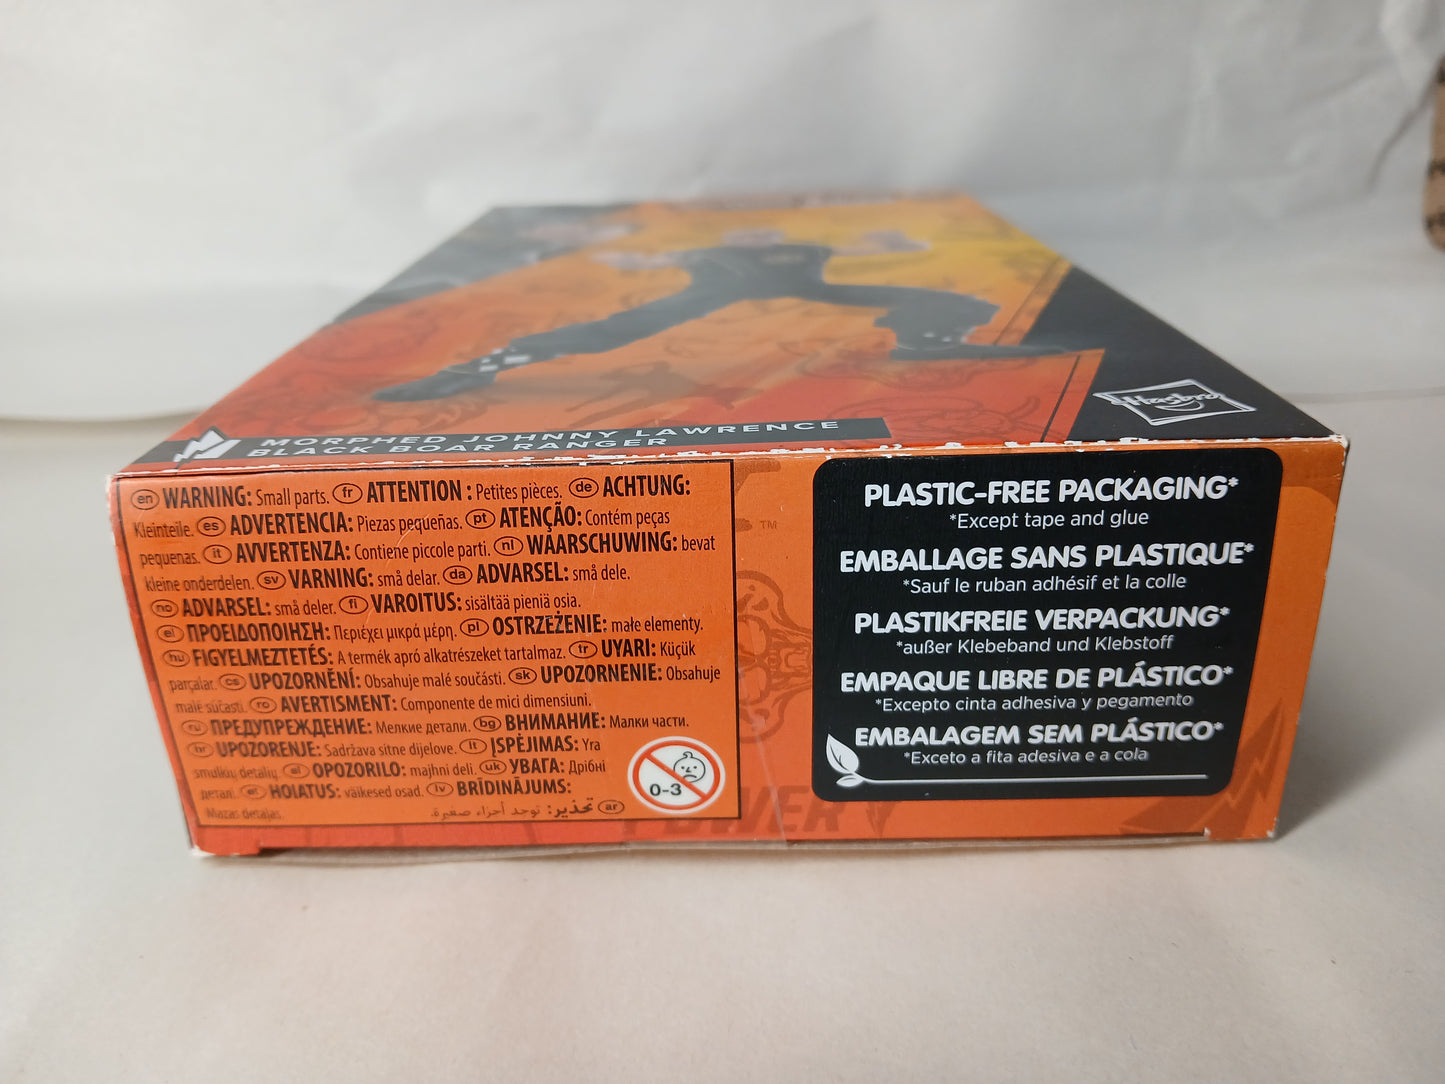 MORPHED JOHNNY LAWRENCE
BLACK BOAR RANGER
Hasbro
en WARNING: Small parts. fr ATTENTION : Petites pièces. de ACHTUNG:
Kleinteile. es ADVERTENCIA: Piezas pequeñas. pt ATENÇÃO: Contém peças
pequenas. it AVVERTENZA: Contiene piccole parti. nl WAARSCHUWING: bevat
kleine onderdelen. sv VARNING: små delar. da ADVARSEL: små dele.
no ADVARSEL: små deler. fi VAROITUS: sisältää pieniä osia.
el ΠΡΟΕΙΔΟΠΟΙΗΣΗ: Περιέχει μικρά μέρη. pl OSTRZEŻENIE: małe elementy.
hu FIGYELMEZTETÉS: A termék apró alkatrészeket tartalmaz. tr UYARI: Küçük
parçalar. cs UPOZORNĚNÍ: Obsahuje malé součásti. sk UPOZORNENIE: Obsahuje
malé súčasti. ro AVERTISMENT: Componente de mici dimensiuni.
ru ПРЕДУПРЕЖДЕНИЕ: Мелкие детали. bg ВНИМАНИЕ: Малки части.
hr UPOZORENJE: Sadržava sitne dijelove. lt ĮSPĖJIMAS: Yra
smulkių detalių. sl OPOZORILO: majhni deli. uk УВАГА: Дрібні
деталі. et HOIATUS: väikesed osad. lv BRĪDINĀJUMS:
Mazas detaļas. ar تحذير: توجد أجزاء صغيرة.
0-3
TM
POWER
PLASTIC-FREE PACKAGING*
*Except tape and glue
EMBALLAGE SANS PLASTIQUE*
*Sauf le ruban adhésif et la colle
PLASTIKFREIE VERPACKUNG*
*außer Klebeband und Klebstoff
EMPAQUE LIBRE DE PLÁSTICO*
*Excepto cinta adhesiva y pegamento
EMBALAGEM SEM PLÁSTICO*
*Exceto a fita adesiva e a cola